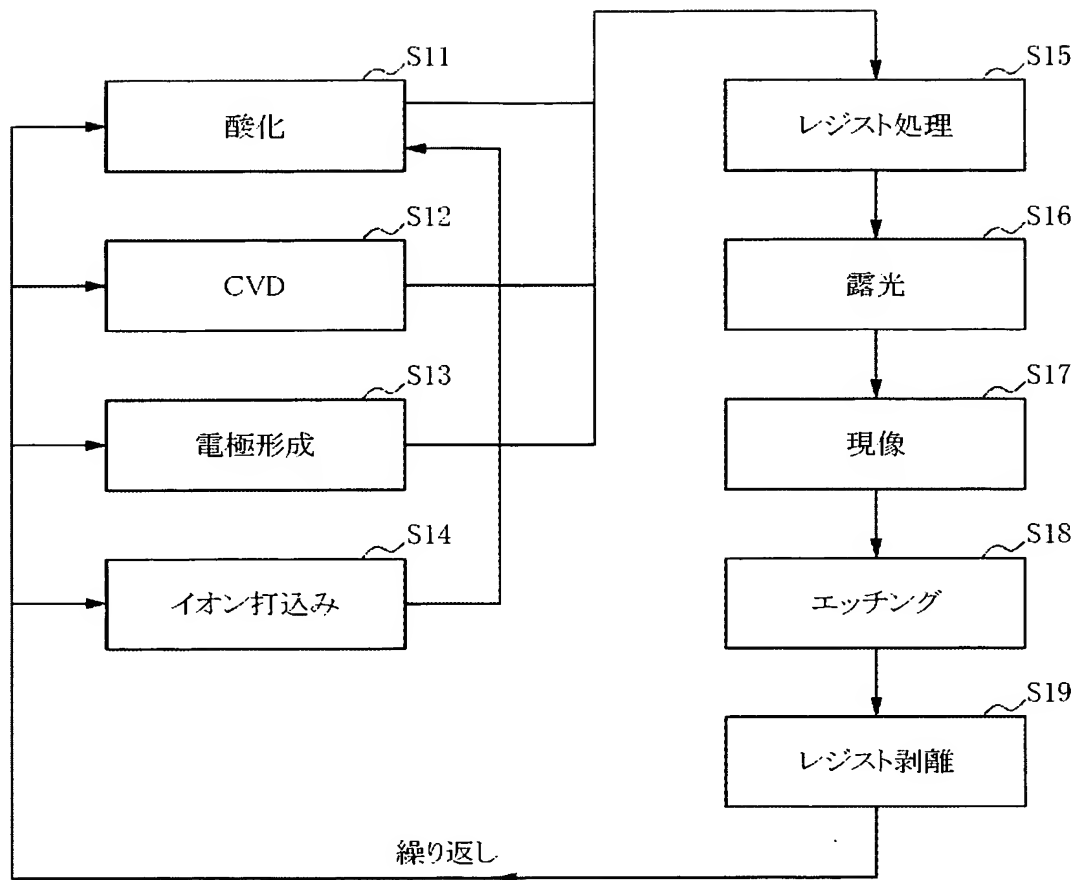 S11
酸化
S12
CVD
S13
電極形成
S14
イオン打込み
S15
レジスト処理
S16
露光
S17
現像
S18
エッチング
S19
レジスト剥離
繰り返し